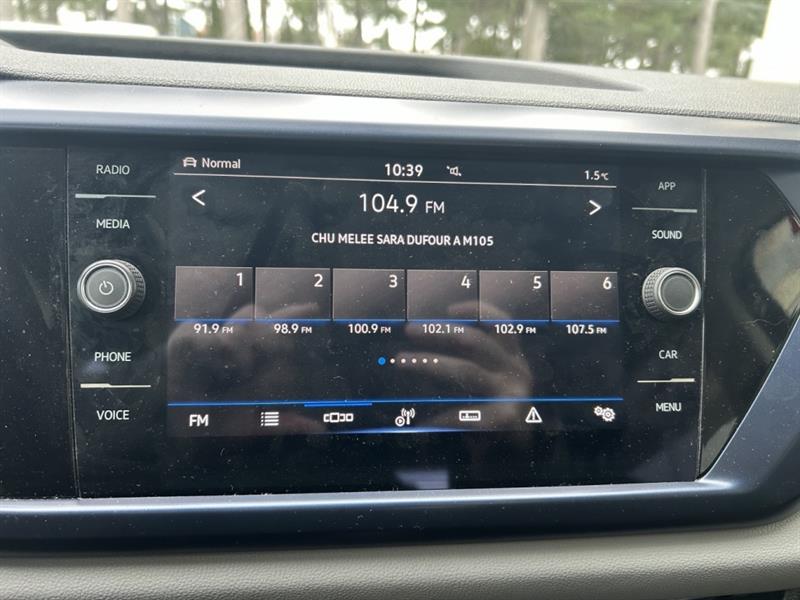 RADIO
MEDIA
PHONE
VOICE
Normal
10:39
1.5°C
104.9 FM
CHU MELEE SARA DUFOUR A M105
1 2 3 4 5 6
91.9 FM 98.9 FM 100.9 FM 102.1 FM 102.9 FM 107.5 FM
FM
APP
SOUND
CAR
MENU